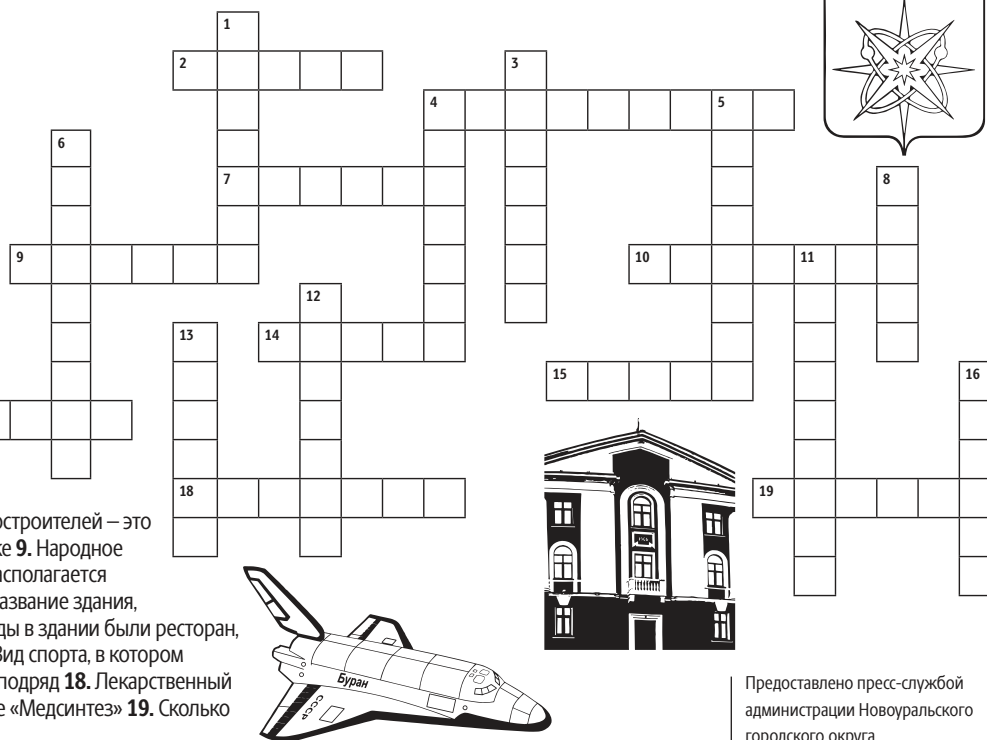 1
2
3
4
5
6
7
8
9
10
11
12
13
14
15
16
18
19
остроителей – это
ке 9. Народное
асполагается
азвание здания,
ды в здании были ресторан,
Вид спорта, в котором
подряд 18. Лекарственный
е «Медсинтез» 19. Сколько
Буран
СССР
Предоставлено пресс-службой
администрации Новоуральского
городского округа